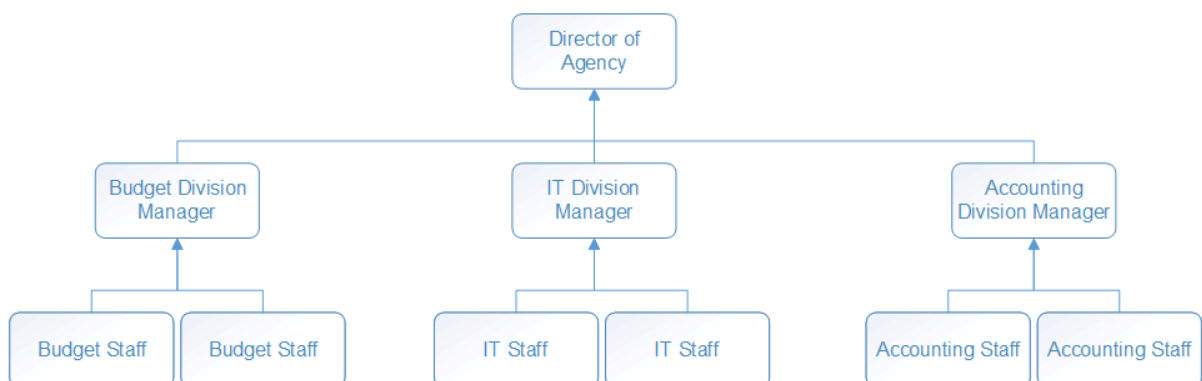 Director of
Agency
Budget Division
Manager
IT Division
Manager
Accounting
Division Manager
Budget Staff
Budget Staff
IT Staff
IT Staff
Accounting Staff
Accounting Staff